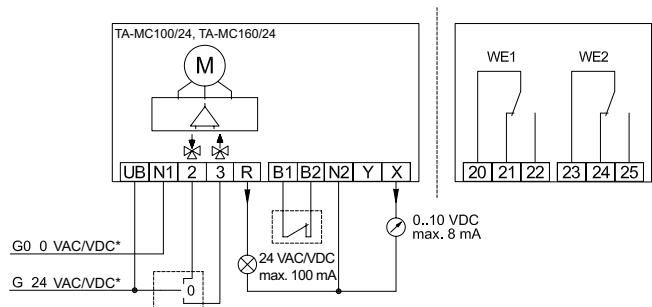 TA-MC100/24, TA-MC160/24
M
UB N1 2 3 R B1 B2 N2 Y X
WE1 WE2
20 21 22 23 24 25
0..10 VDC
max. 8 mA
G0 0 VAC/VDC*
24 VAC/VDC
max. 100 mA
G 24 VAC/VDC*
0